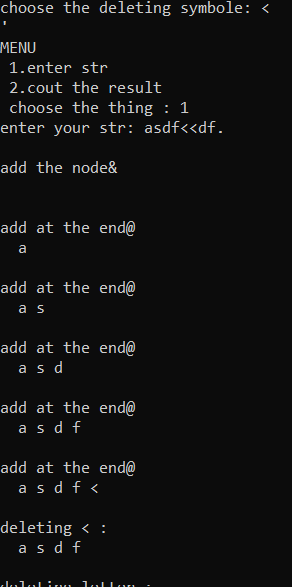 choose the deleting symbole: <
'
MENU
1.enter str
2.cout the result
choose the thing : 1
enter your str: asdf<<df.
add the node&
add at the end@
a
add at the end@
a s
add at the end@
a s d
add at the end@
a s d f
add at the end@
a s d f <
deleting < :
a s d f